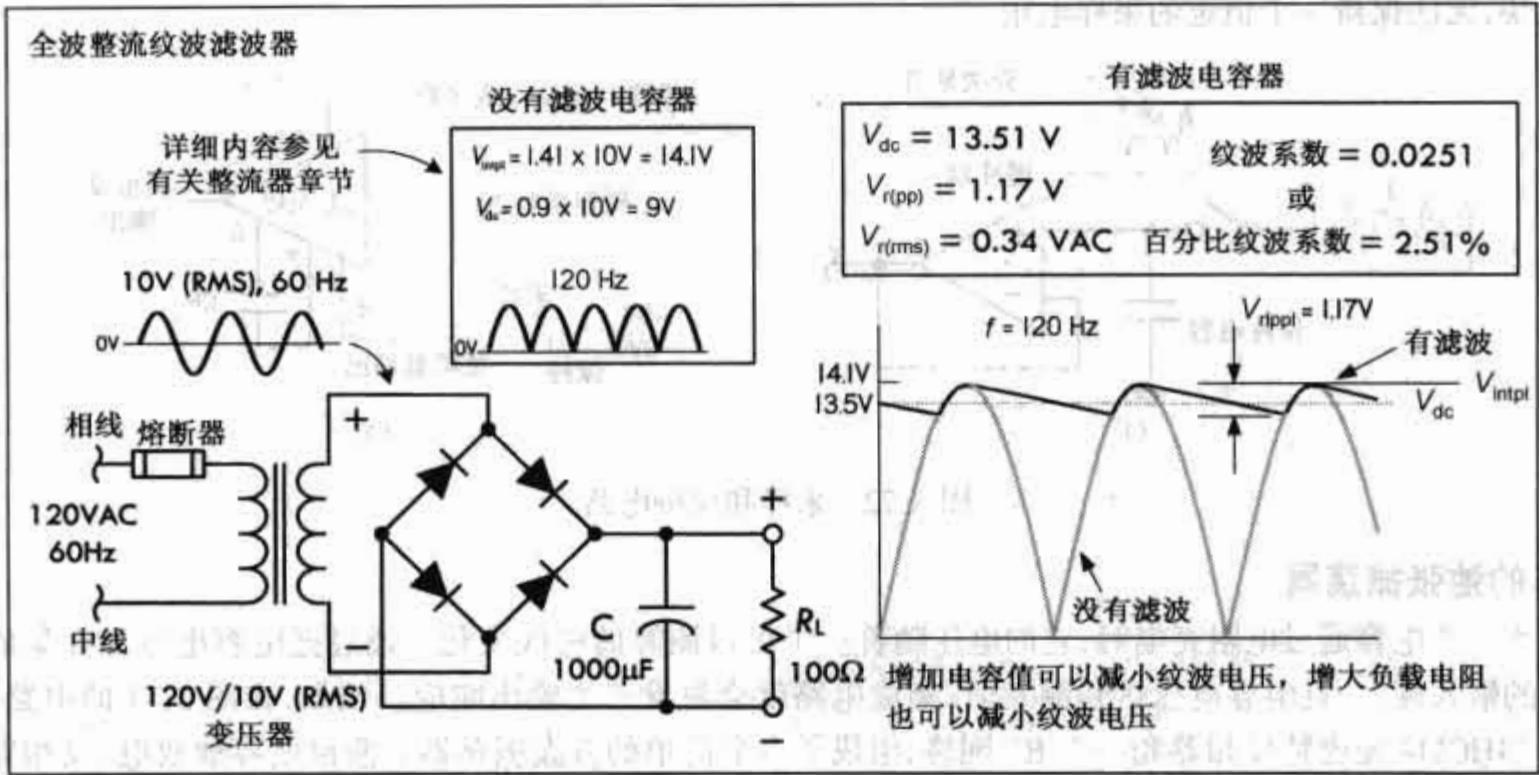 全波整流纹波滤波器
没有滤波电容器
详细内容参见
有关整流器章节
V(np) = 1.41 x 10V = 14.1V
Vdc = 0.9 x 10V = 9V
120 Hz
0V
10V (RMS), 60 Hz
0V
相线
熔断器
120VAC
60Hz
中线
120V/10V (RMS)
变压器
+
−
C
1000μF
+
RL
100Ω
−
有滤波电容器
Vdc = 13.51 V
Vr(pp) = 1.17 V
Vr(rms) = 0.34 VAC
纹波系数 = 0.0251
或
百分比纹波系数 = 2.51%
f = 120 Hz
Vr(pp) = 1.17V
有滤波
14.1V
13.5V
Vin(p)
Vdc
没有滤波
增加电容值可以减小纹波电压，增大负载电阻
也可以减小纹波电压